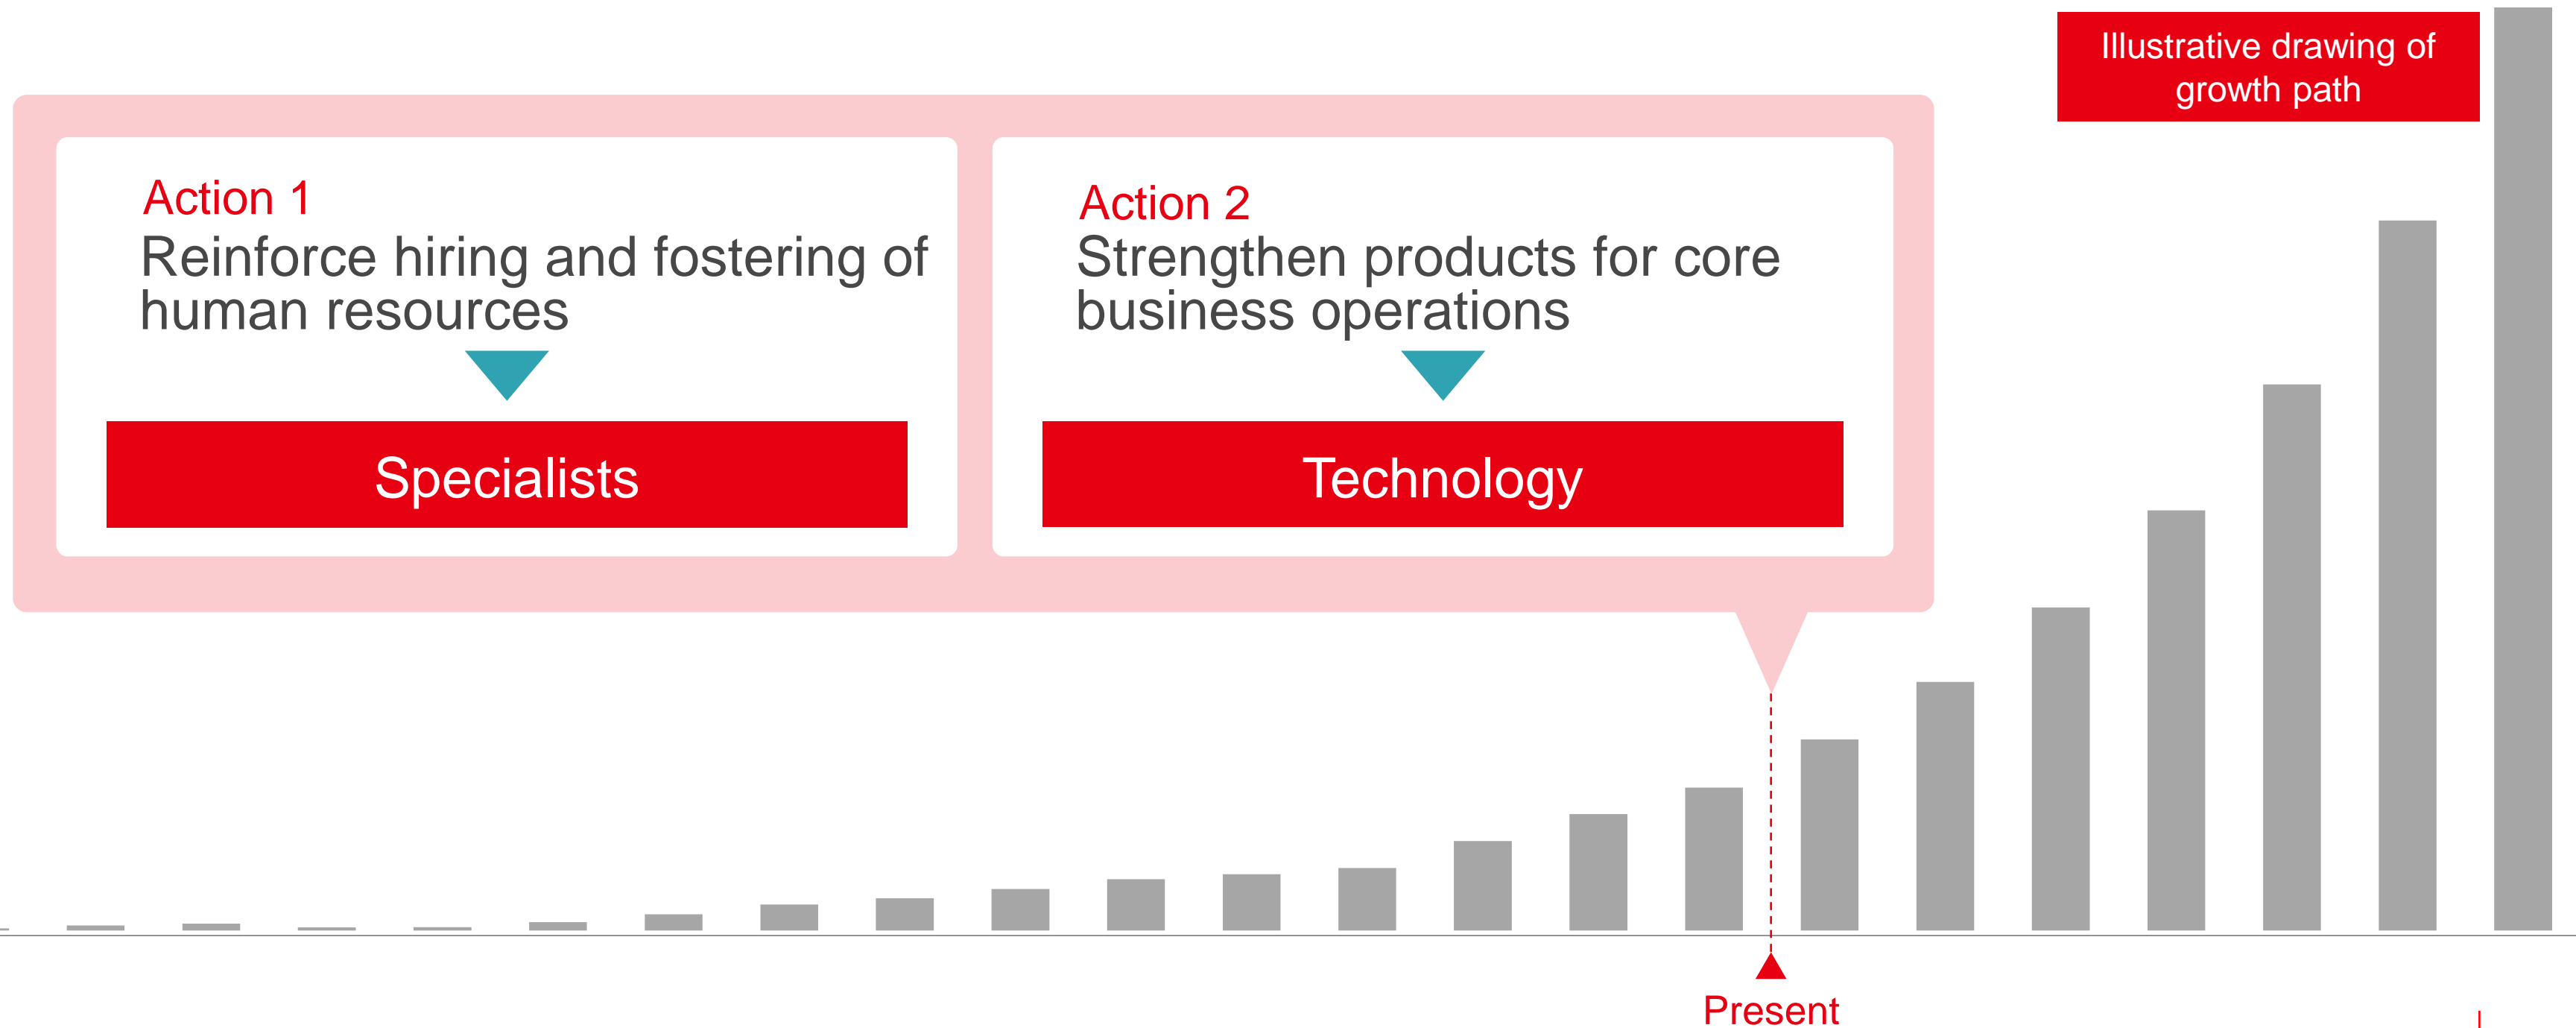 Illustrative drawing of
growth path
Action 1
Reinforce hiring and fostering of
human resources
Specialists
Action 2
Strengthen products for core
business operations
Technology
Present